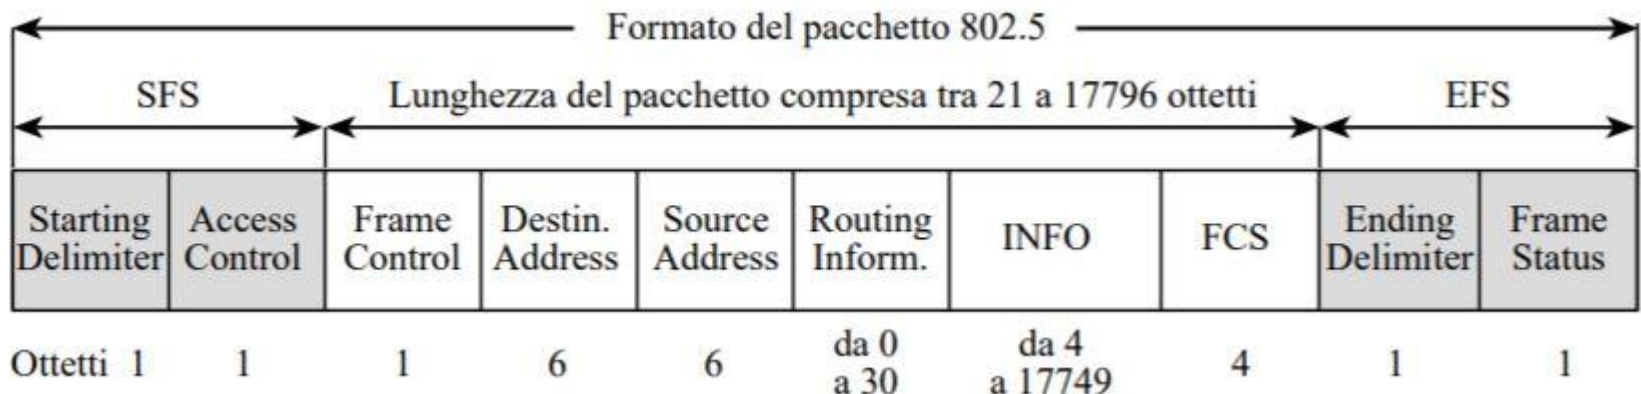 Formato del pacchetto 802.5
SFS
Lunghezza del pacchetto compresa tra 21 a 17796 ottetti
EFS
Starting
Delimiter
Access
Control
Frame
Control
Destin.
Address
Source
Address
Routing
Inform.
INFO
FCS
Ending
Delimiter
Frame
Status
Ottetti 1
1
1
6
6
da 0
a 30
da 4
a 17749
4
1
1